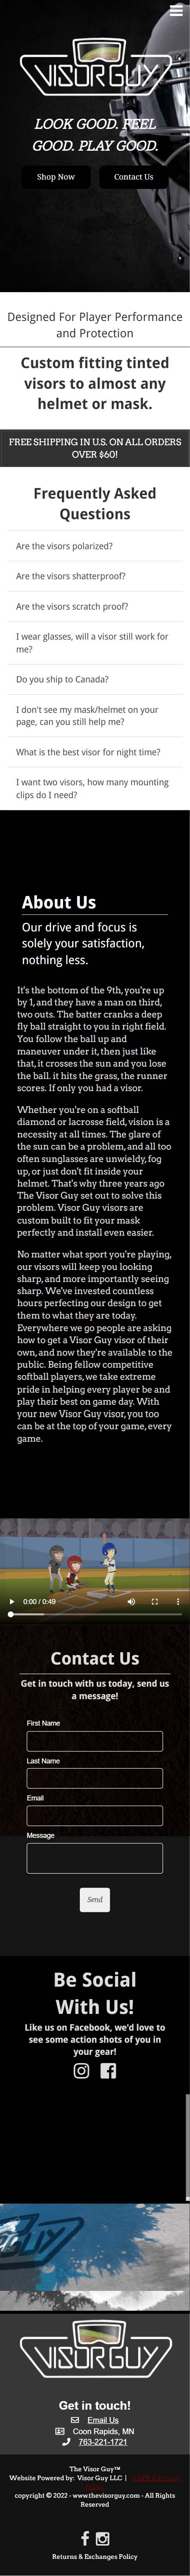 VISOR GUY
LOOK GOOD. FEEL
GOOD. PLAY GOOD.
Shop Now
Contact Us
Designed For Player Performance
and Protection
Custom fitting tinted
visors to almost any
helmet or mask.
FREE SHIPPING IN U.S. ON ALL ORDERS
OVER $60!
Frequently Asked
Questions
Are the visors polarized?
Are the visors shatterproof?
Are the visors scratch proof?
I wear glasses, will a visor still work for
me?
Do you ship to Canada?
I don't see my mask/helmet on your
page, can you still help me?
What is the best visor for night time?
I want two visors, how many mounting
clips do I need?
About Us
Our drive and focus is
solely your satisfaction,
nothing less.
It's the bottom of the 9th, you're up
by 1, and they have a man on third,
two outs. The batter cranks a deep
fly ball straight to you in right field.
You follow the ball up and
maneuver under it, then just like
that, it crosses the sun and you lose
the ball. it hits the grass, the runner
scores. If only you had a visor.
Whether you're on a softball
diamond or lacrosse field, vision is a
necessity at all times. The glare of
the sun can be a problem, and all too
often sunglasses are unwieldy, fog
up, or just don't fit inside your
helmet. That's why three years ago
The Visor Guy set out to solve this
problem. Visor Guy visors are
custom built to fit your mask
perfectly and install even easier.
No matter what sport you're playing,
our visors will keep you looking
sharp, and more importantly seeing
sharp. We've invested countless
hours perfecting our design to get
them to what they are today.
Everywhere we go people are asking
how to get a Visor Guy visor of their
own, and now they're available to the
public. Being fellow competitive
softball players, we take extreme
pride in helping every player be and
play their best on game day. With
your new Visor Guy visor, you too
can be at the top of your game, every
game.
0:00 / 0:49
Contact Us
Get in touch with us today, send us
a message!
First Name
Last Name
Email
Message
Send
Be Social
With Us!
Like us on Facebook, we'd love to
see some action shots of you in
your gear!
VISOR GUY
Get in touch!
Email Us
Coon Rapids, MN
763-221-1721
The Visor Guy™
Website Powered by: Visor Guy LLC |
copyright © 2022 - www.thevisorguy.com - All Rights
Reserved
Returns & Exchanges Policy